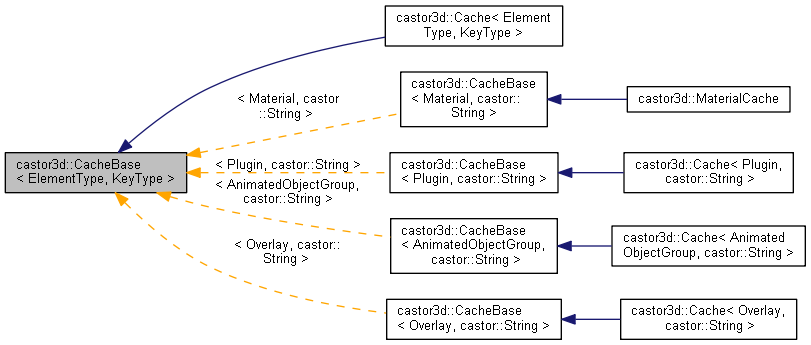 castor3d::Cache< Element
Type, KeyType >
castor3d::CacheBase
< Material, castor::
String >
< Material, castor
::String >
castor3d::MaterialCache
castor3d::CacheBase
< ElementType, KeyType >
< Plugin, castor::String >
castor3d::CacheBase
< Plugin, castor::String >
castor3d::Cache< Plugin,
castor::String >
< AnimatedObjectGroup,
castor::String >
castor3d::CacheBase
< AnimatedObjectGroup,
castor::String >
castor3d::Cache< Animated
ObjectGroup, castor::String >
< Overlay, castor::
String >
castor3d::CacheBase
< Overlay, castor::String >
castor3d::Cache< Overlay,
castor::String >